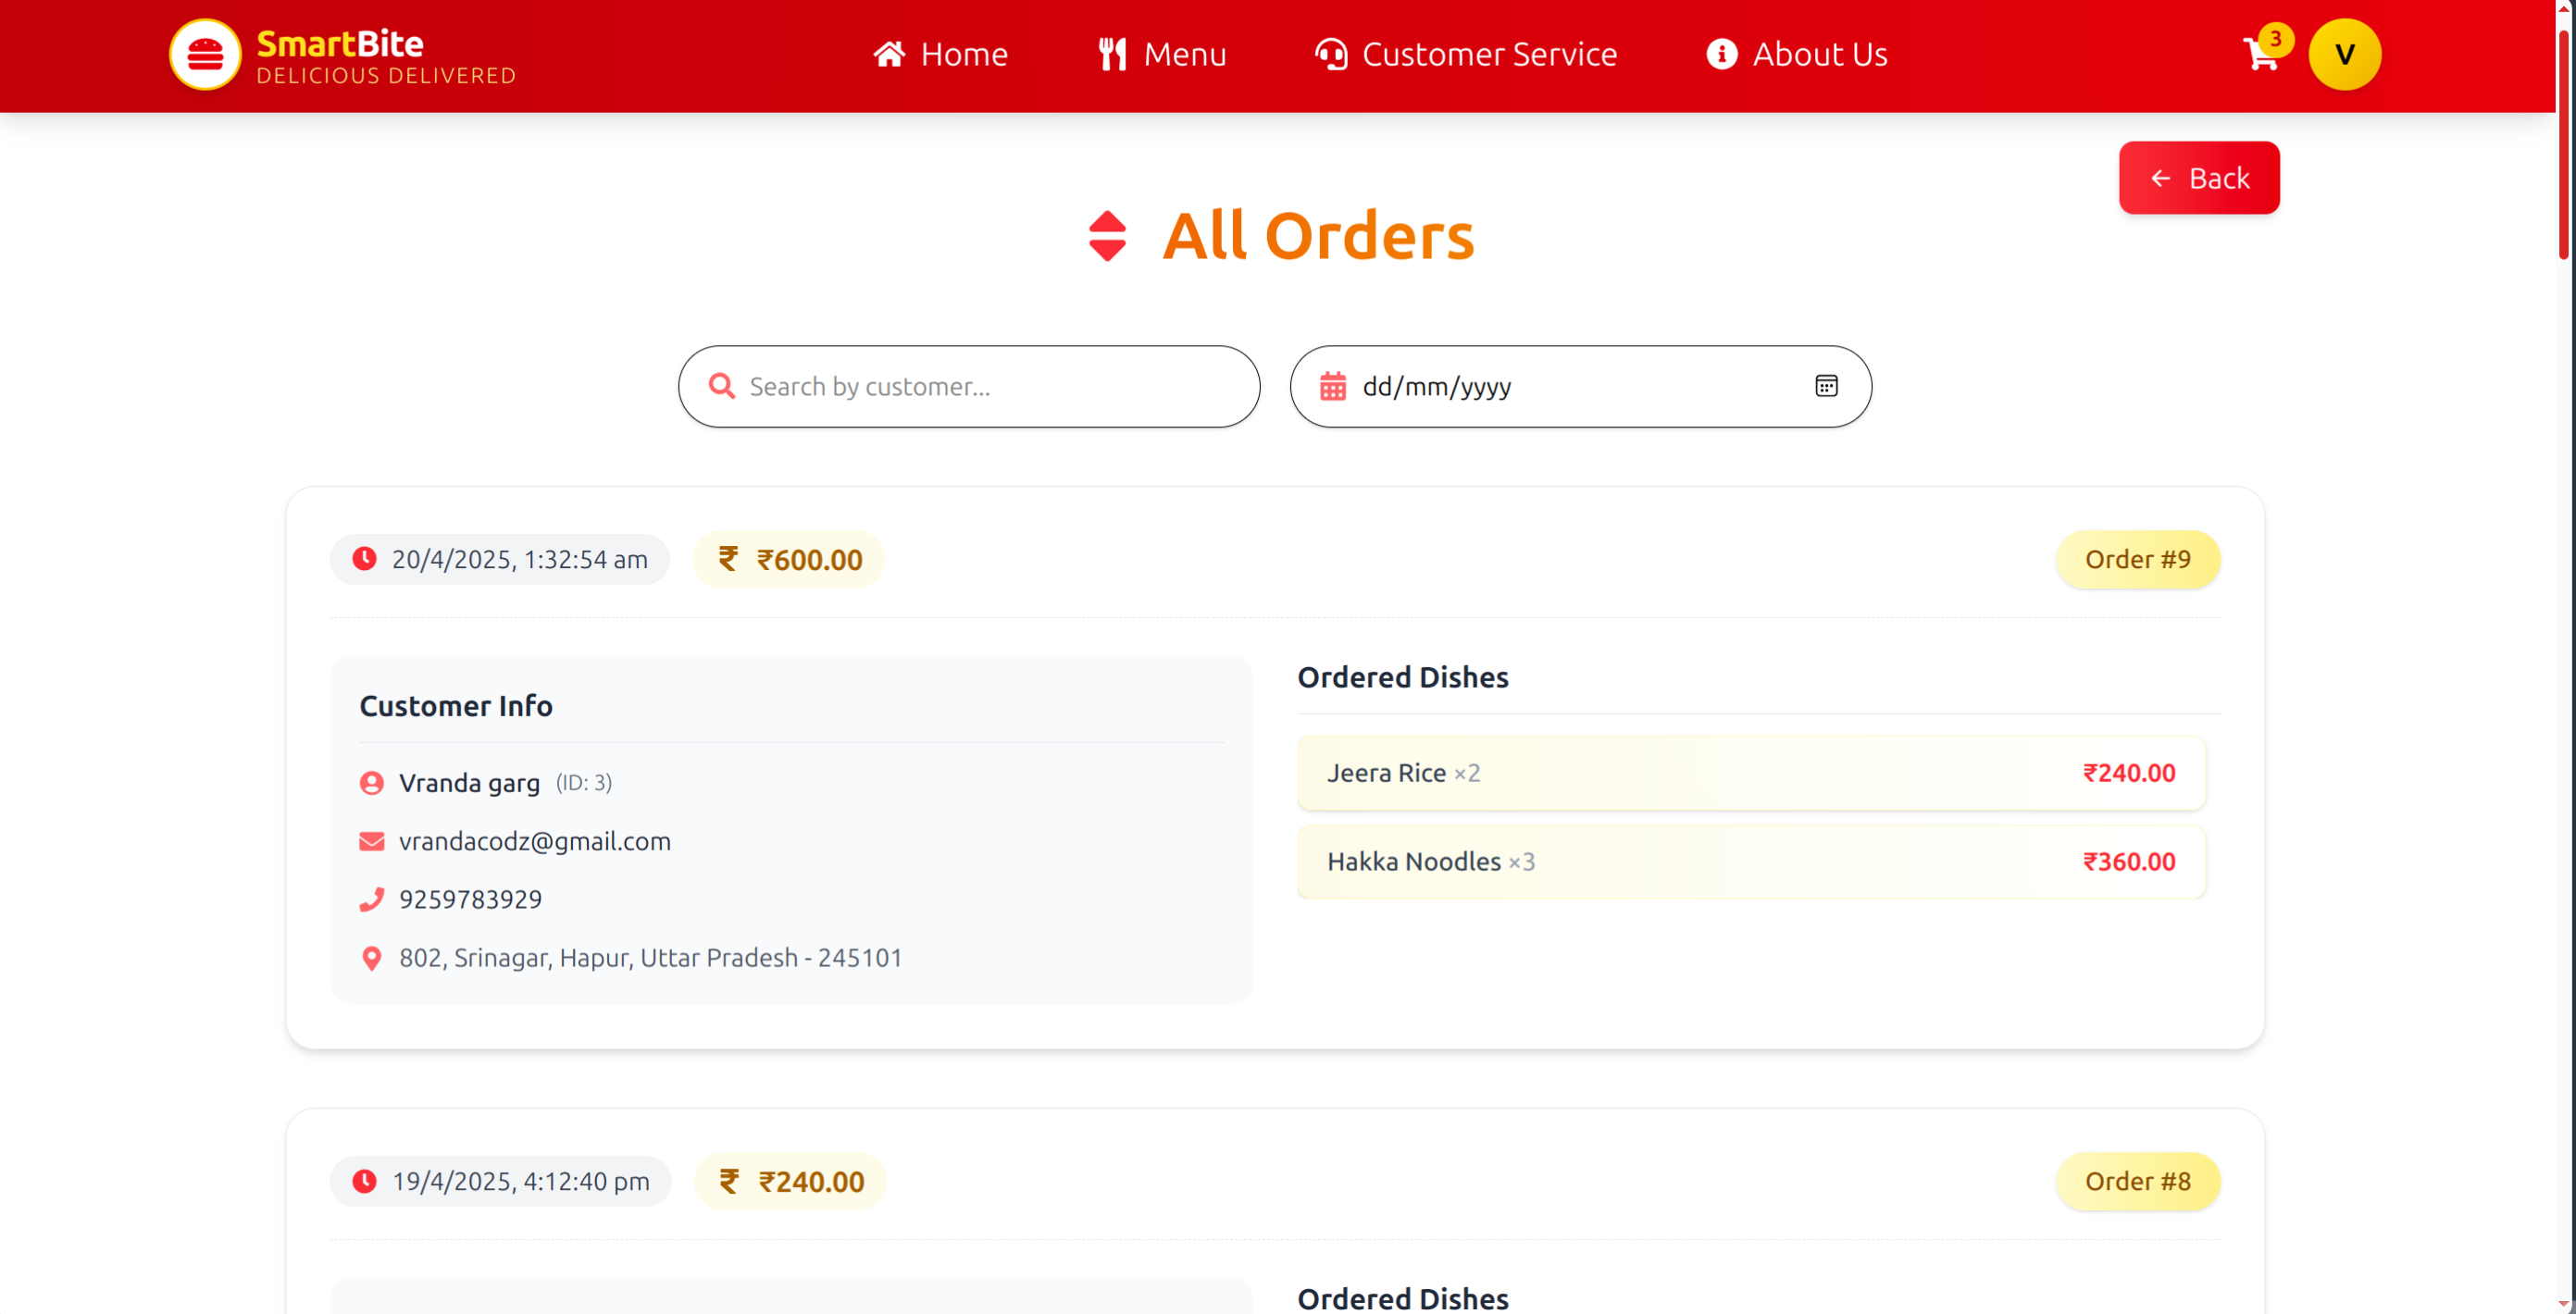 SmartBite
DELICIOUS DELIVERED
Home
Menu
Customer Service
About Us
3
V
Back
All Orders
Search by customer...
dd/mm/yyyy
20/4/2025, 1:32:54 am
₹ ₹600.00
Order #9
Customer Info
Vranda garg (ID: 3)
vrandacodz@gmail.com
9259783929
802, Srinagar, Hapur, Uttar Pradesh - 245101
Ordered Dishes
Jeera Rice ×2 ₹240.00
Hakka Noodles ×3 ₹360.00
19/4/2025, 4:12:40 pm
₹ ₹240.00
Order #8
Ordered Dishes